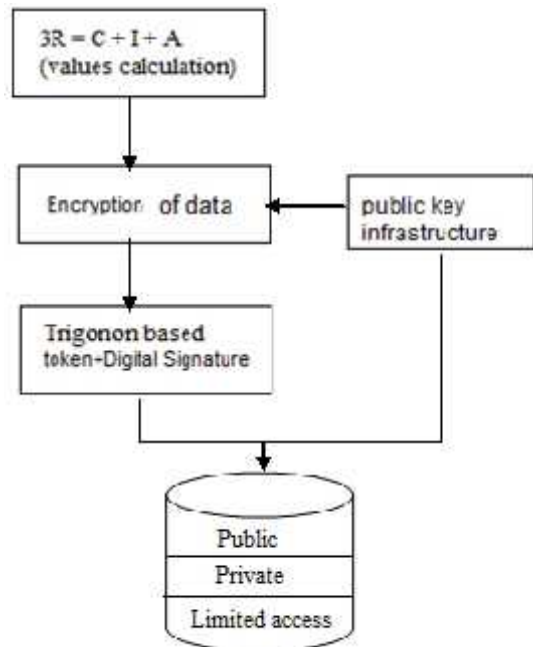 3R = C + I + A
(values calculation)
Encryption of data
public key
infrastructure
Trigonon based
token+Digital Signature
Public
Private
Limited access